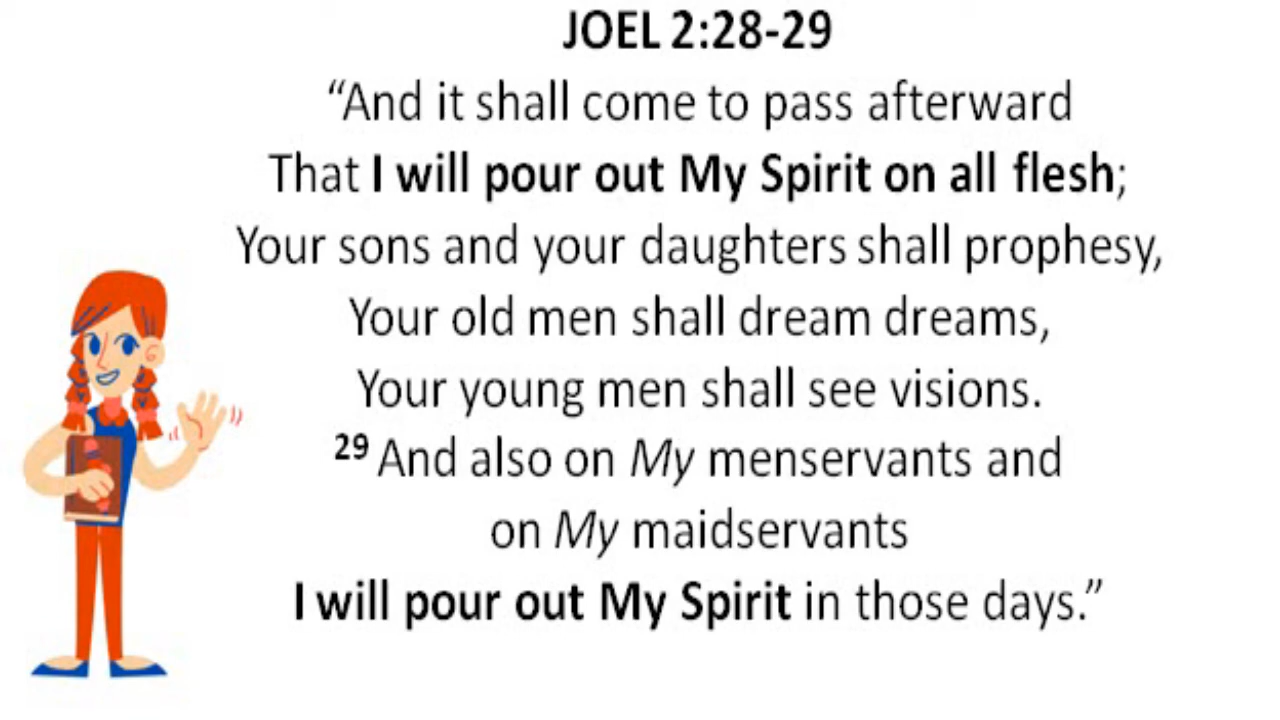 JOEL 2:28-29
“And it shall come to pass afterward
That I will pour out My Spirit on all flesh;
Your sons and your daughters shall prophesy,
Your old men shall dream dreams,
Your young men shall see visions.
29 And also on My menservants and
on My maidservants
I will pour out My Spirit in those days.”